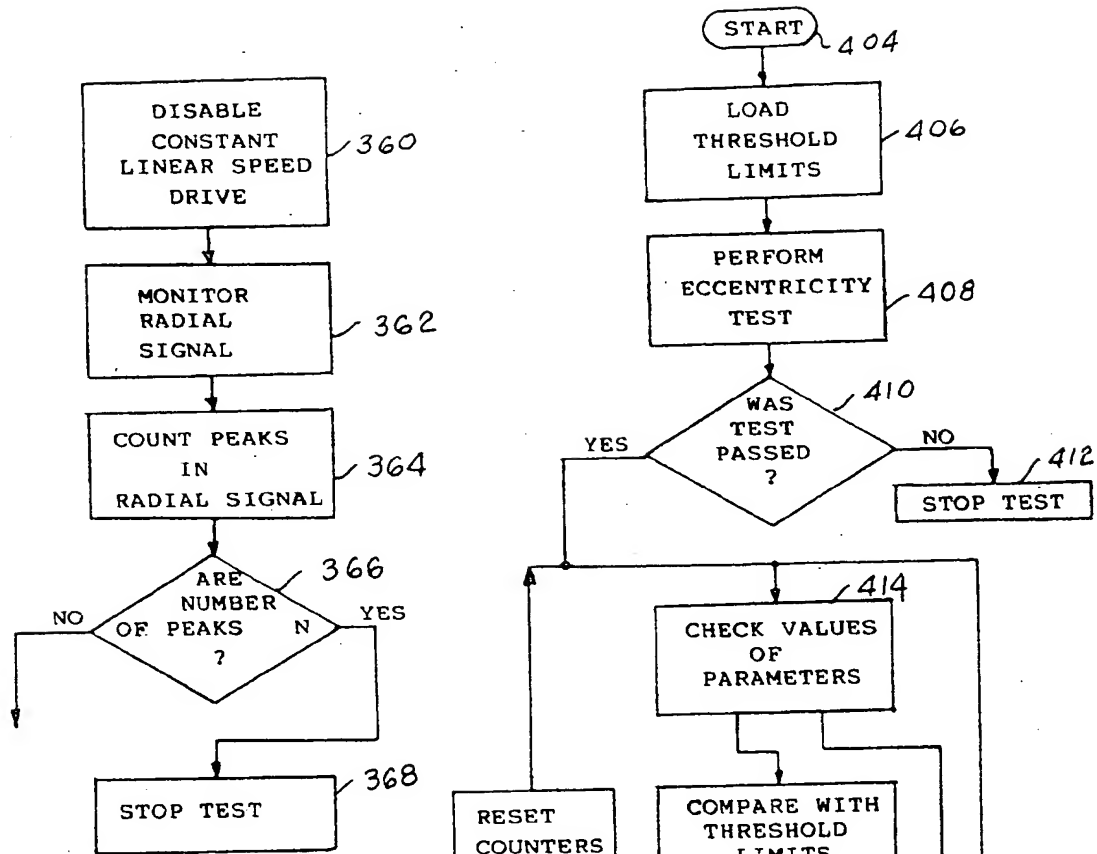 DISABLE
CONSTANT
LINEAR SPEED
DRIVE
360
MONITOR
RADIAL
SIGNAL
362
COUNT PEAKS
IN
RADIAL SIGNAL
364
ARE
NUMBER
OF PEAKS N
?
366
NO
YES
STOP TEST
368
START
404
LOAD
THRESHOLD
LIMITS
406
PERFORM
ECCENTRICITY
TEST
408
WAS
TEST
PASSED
?
410
YES
NO
412
STOP TEST
414
CHECK VALUES
OF
PARAMETERS
RESET
COUNTERS
COMPARE WITH
THRESHOLD
LIMITS